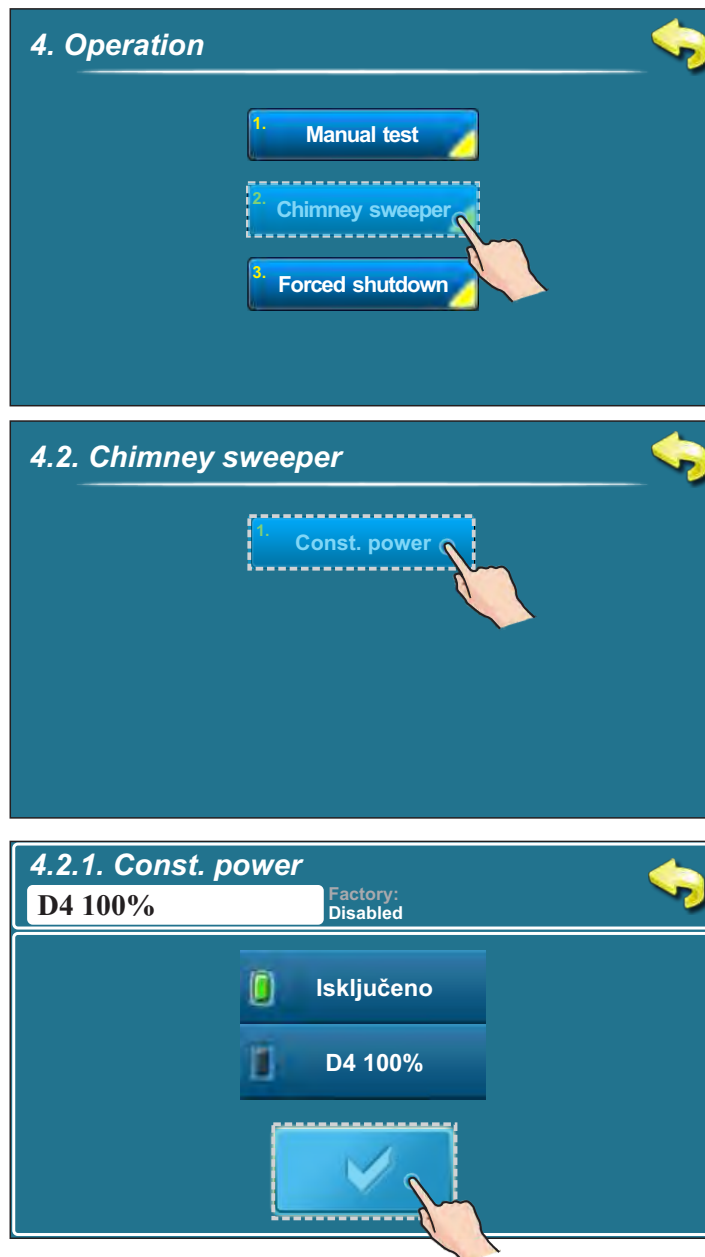 4. Operation
1. Manual test
2. Chimney sweeper
3. Forced shutdown
4.2. Chimney sweeper
1. Const. power
4.2.1. Const. power
D4 100%
Factory:
Disabled
Isključeno
D4 100%